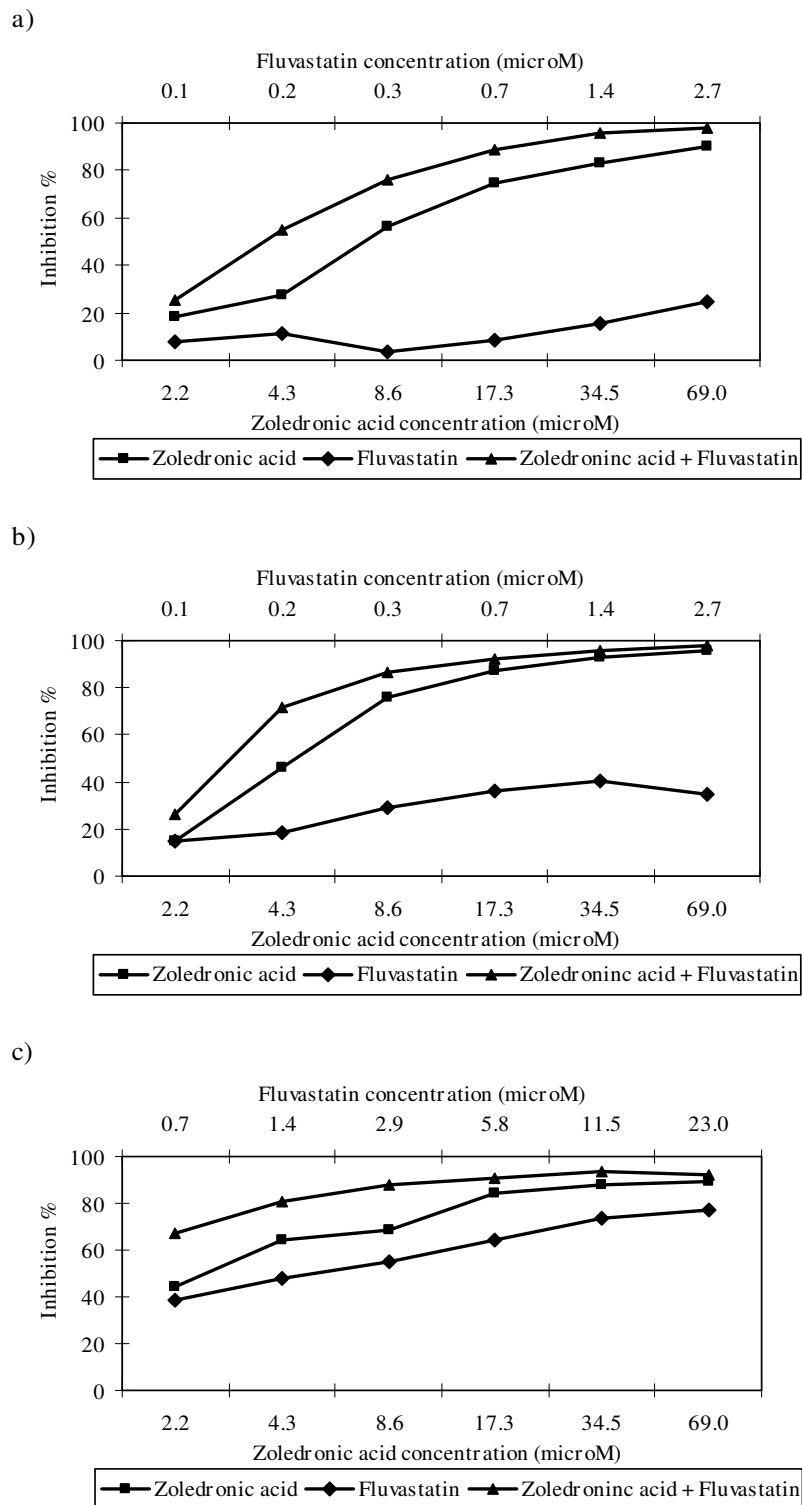 a)
Fluvastatin concentration (microM)
0.1 0.2 0.3 0.7 1.4 2.7
100
80
60
40
20
0
Inhibition %
2.2 4.3 8.6 17.3 34.5 69.0
Zoledronic acid concentration (microM)
Zoledronic acid Fluvastatin Zoledroninc acid + Fluvastatin
b)
Fluvastatin concentration (microM)
0.1 0.2 0.3 0.7 1.4 2.7
100
80
60
40
20
0
Inhibition %
2.2 4.3 8.6 17.3 34.5 69.0
Zoledronic acid concentration (microM)
Zoledronic acid Fluvastatin Zoledroninc acid + Fluvastatin
c)
Fluvastatin concentration (microM)
0.7 1.4 2.9 5.8 11.5 23.0
100
80
60
40
20
0
Inhibition %
2.2 4.3 8.6 17.3 34.5 69.0
Zoledronic acid concentration (microM)
Zoledronic acid Fluvastatin Zoledroninc acid + Fluvastatin